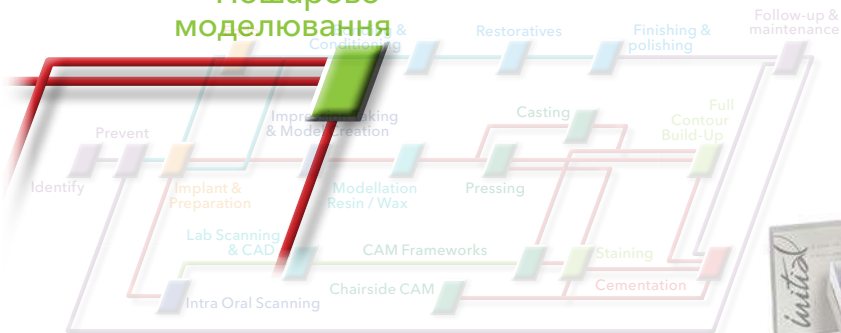 Пошарове
моделювання
Conditioning
Restoratives
Finishing &
polishing
Follow-up &
maintenance
Casting
Full
Contour
Build-Up
Prevent
& Model Creation
Identify
Implant &
Preparation
Modellation
Resin / Wax
Pressing
Lab Scanning
& CAD
CAM Frameworks
Staining
Chairside CAM
Cementation
Intra Oral Scanning
initial